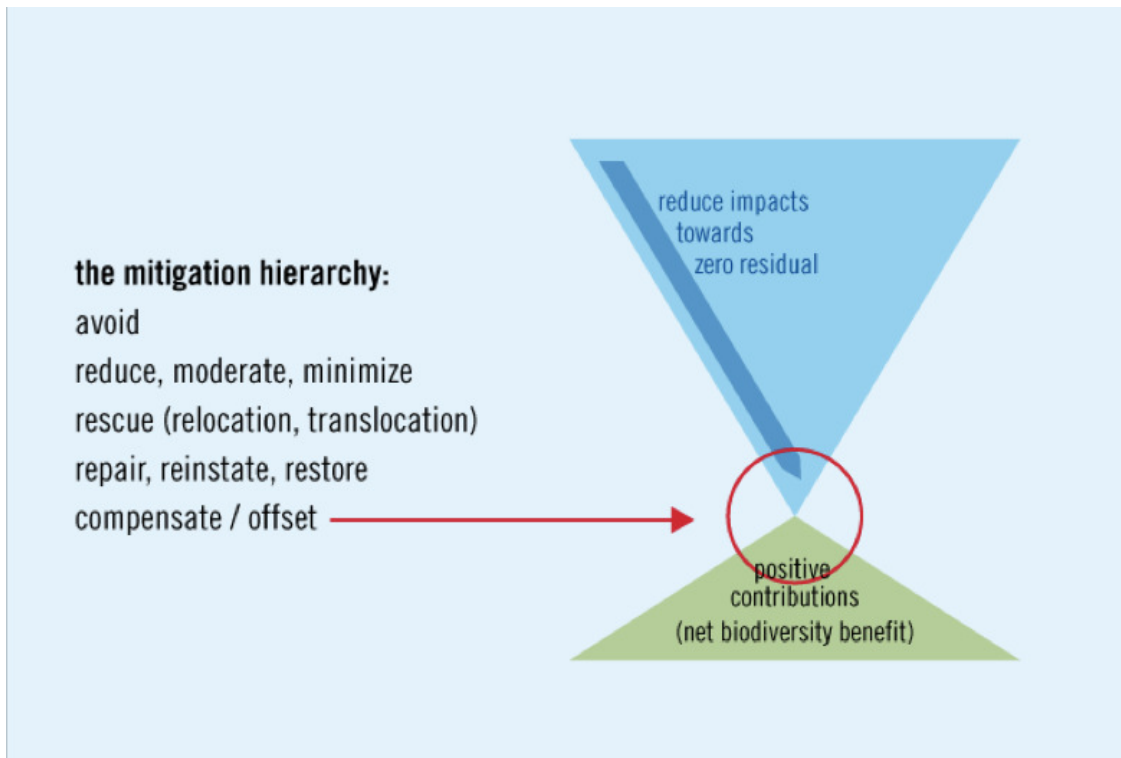 the mitigation hierarchy:
avoid
reduce, moderate, minimize
rescue (relocation, translocation)
repair, reinstate, restore
compensate / offset
reduce impacts
towards
zero residual
positive
contributions
(net biodiversity benefit)